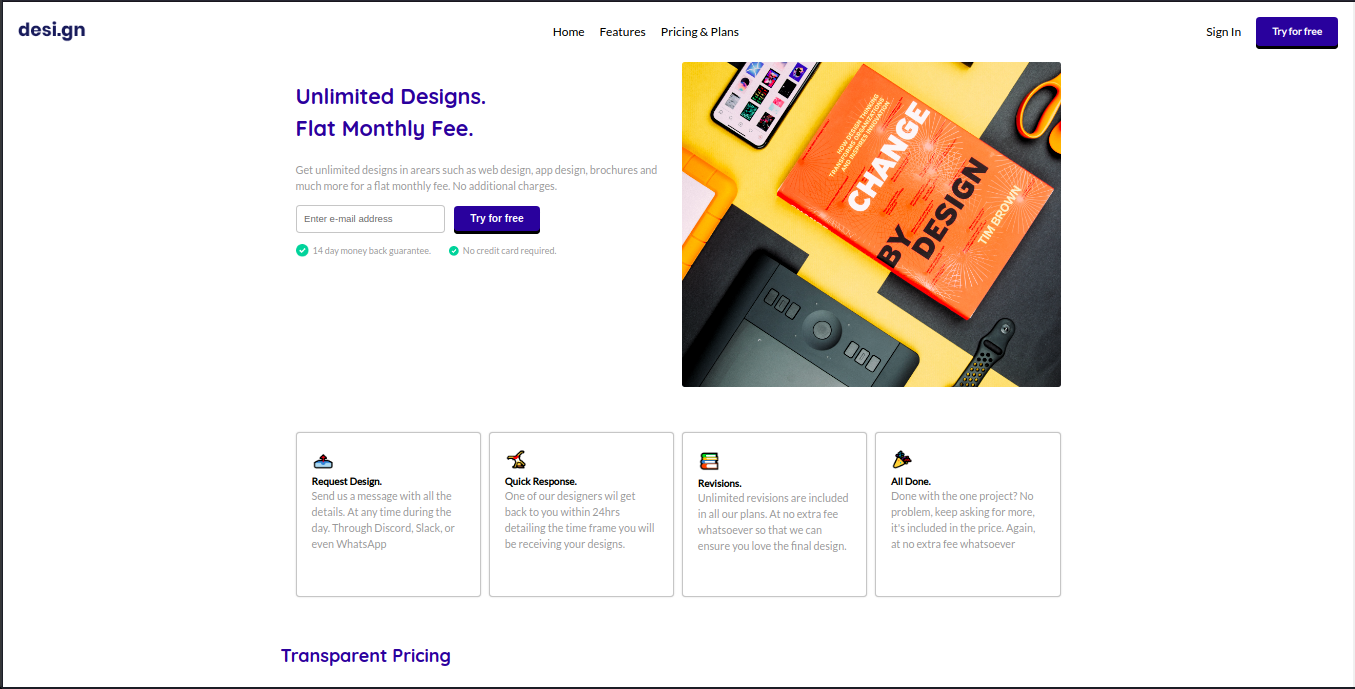 desi.gn
Home Features Pricing & Plans
Sign In Try for free
Unlimited Designs.
Flat Monthly Fee.
Get unlimited designs in arears such as web design, app design, brochures and
much more for a flat monthly fee. No additional charges.
Enter e-mail address Try for free
14 day money back guarantee. No credit card required.
HOW DESIGN THINKING
TRANSFORMS ORGANIZATIONS
AND INSPIRES INNOVATION
CHANGE
BY
DESIGN
TIM BROWN
Request Design.
Send us a message with all the
details. At any time during the
day. Through Discord, Slack, or
even WhatsApp
Quick Response.
One of our designers wil get
back to you within 24hrs
detailing the time frame you will
be receiving your designs.
Revisions.
Unlimited revisions are included
in all our plans. At no extra fee
whatsoever so that we can
ensure you love the final design.
All Done.
Done with the one project? No
problem, keep asking for more,
it's included in the price. Again,
at no extra fee whatsoever
Transparent Pricing